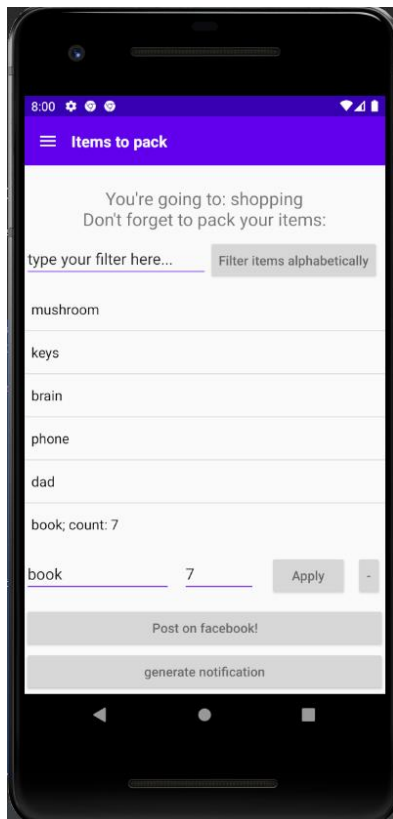 8:00
Items to pack
You're going to: shopping
Don't forget to pack your items:
type your filter here... Filter items alphabetically
mushroom
keys
brain
phone
dad
book; count: 7
book 7 Apply -
Post on facebook!
generate notification